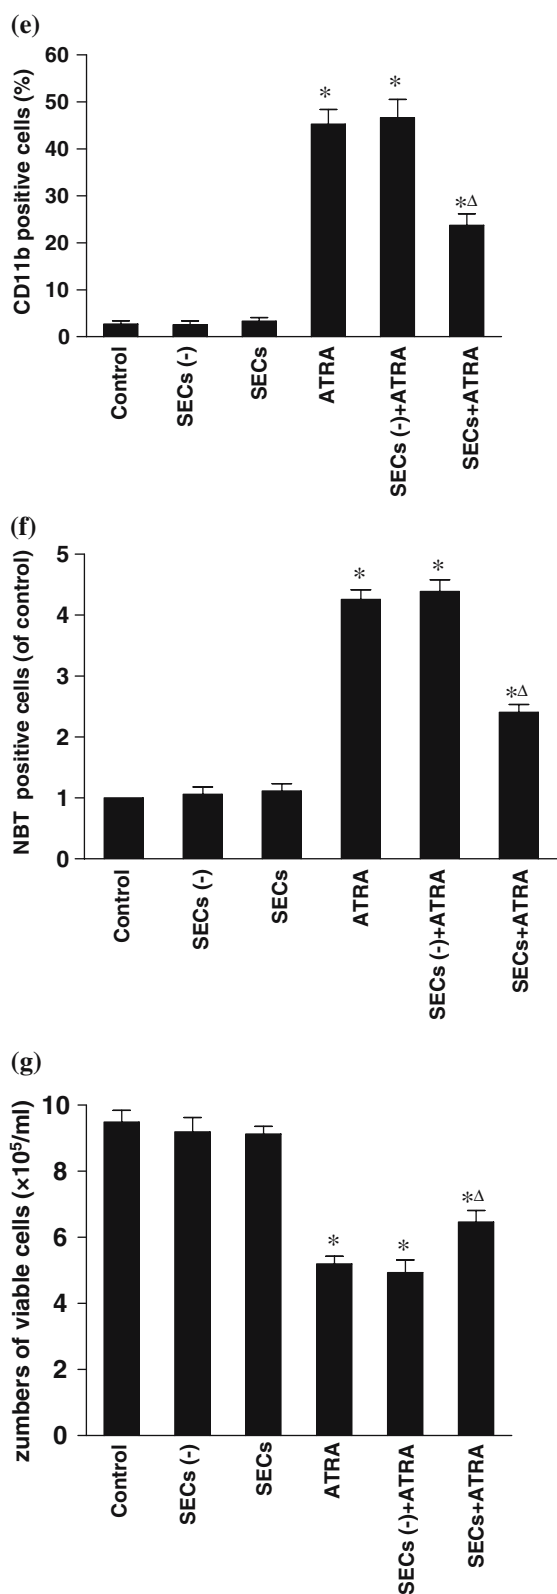 (e)
CD11b positive cells (%)
60
50
40
30
20
10
0
*
*
*Δ
Control
SECs (-)
SECs
ATRA
SECs (-)+ATRA
SECs+ATRA
(f)
NBT positive cells (of control)
5
4
3
2
1
0
*
*
*Δ
Control
SECs (-)
SECs
ATRA
SECs (-)+ATRA
SECs+ATRA
(g)
zumbers of viable cells (×10⁵/ml)
10
8
6
4
2
0
*
*
*Δ
Control
SECs (-)
SECs
ATRA
SECs (-)+ATRA
SECs+ATRA